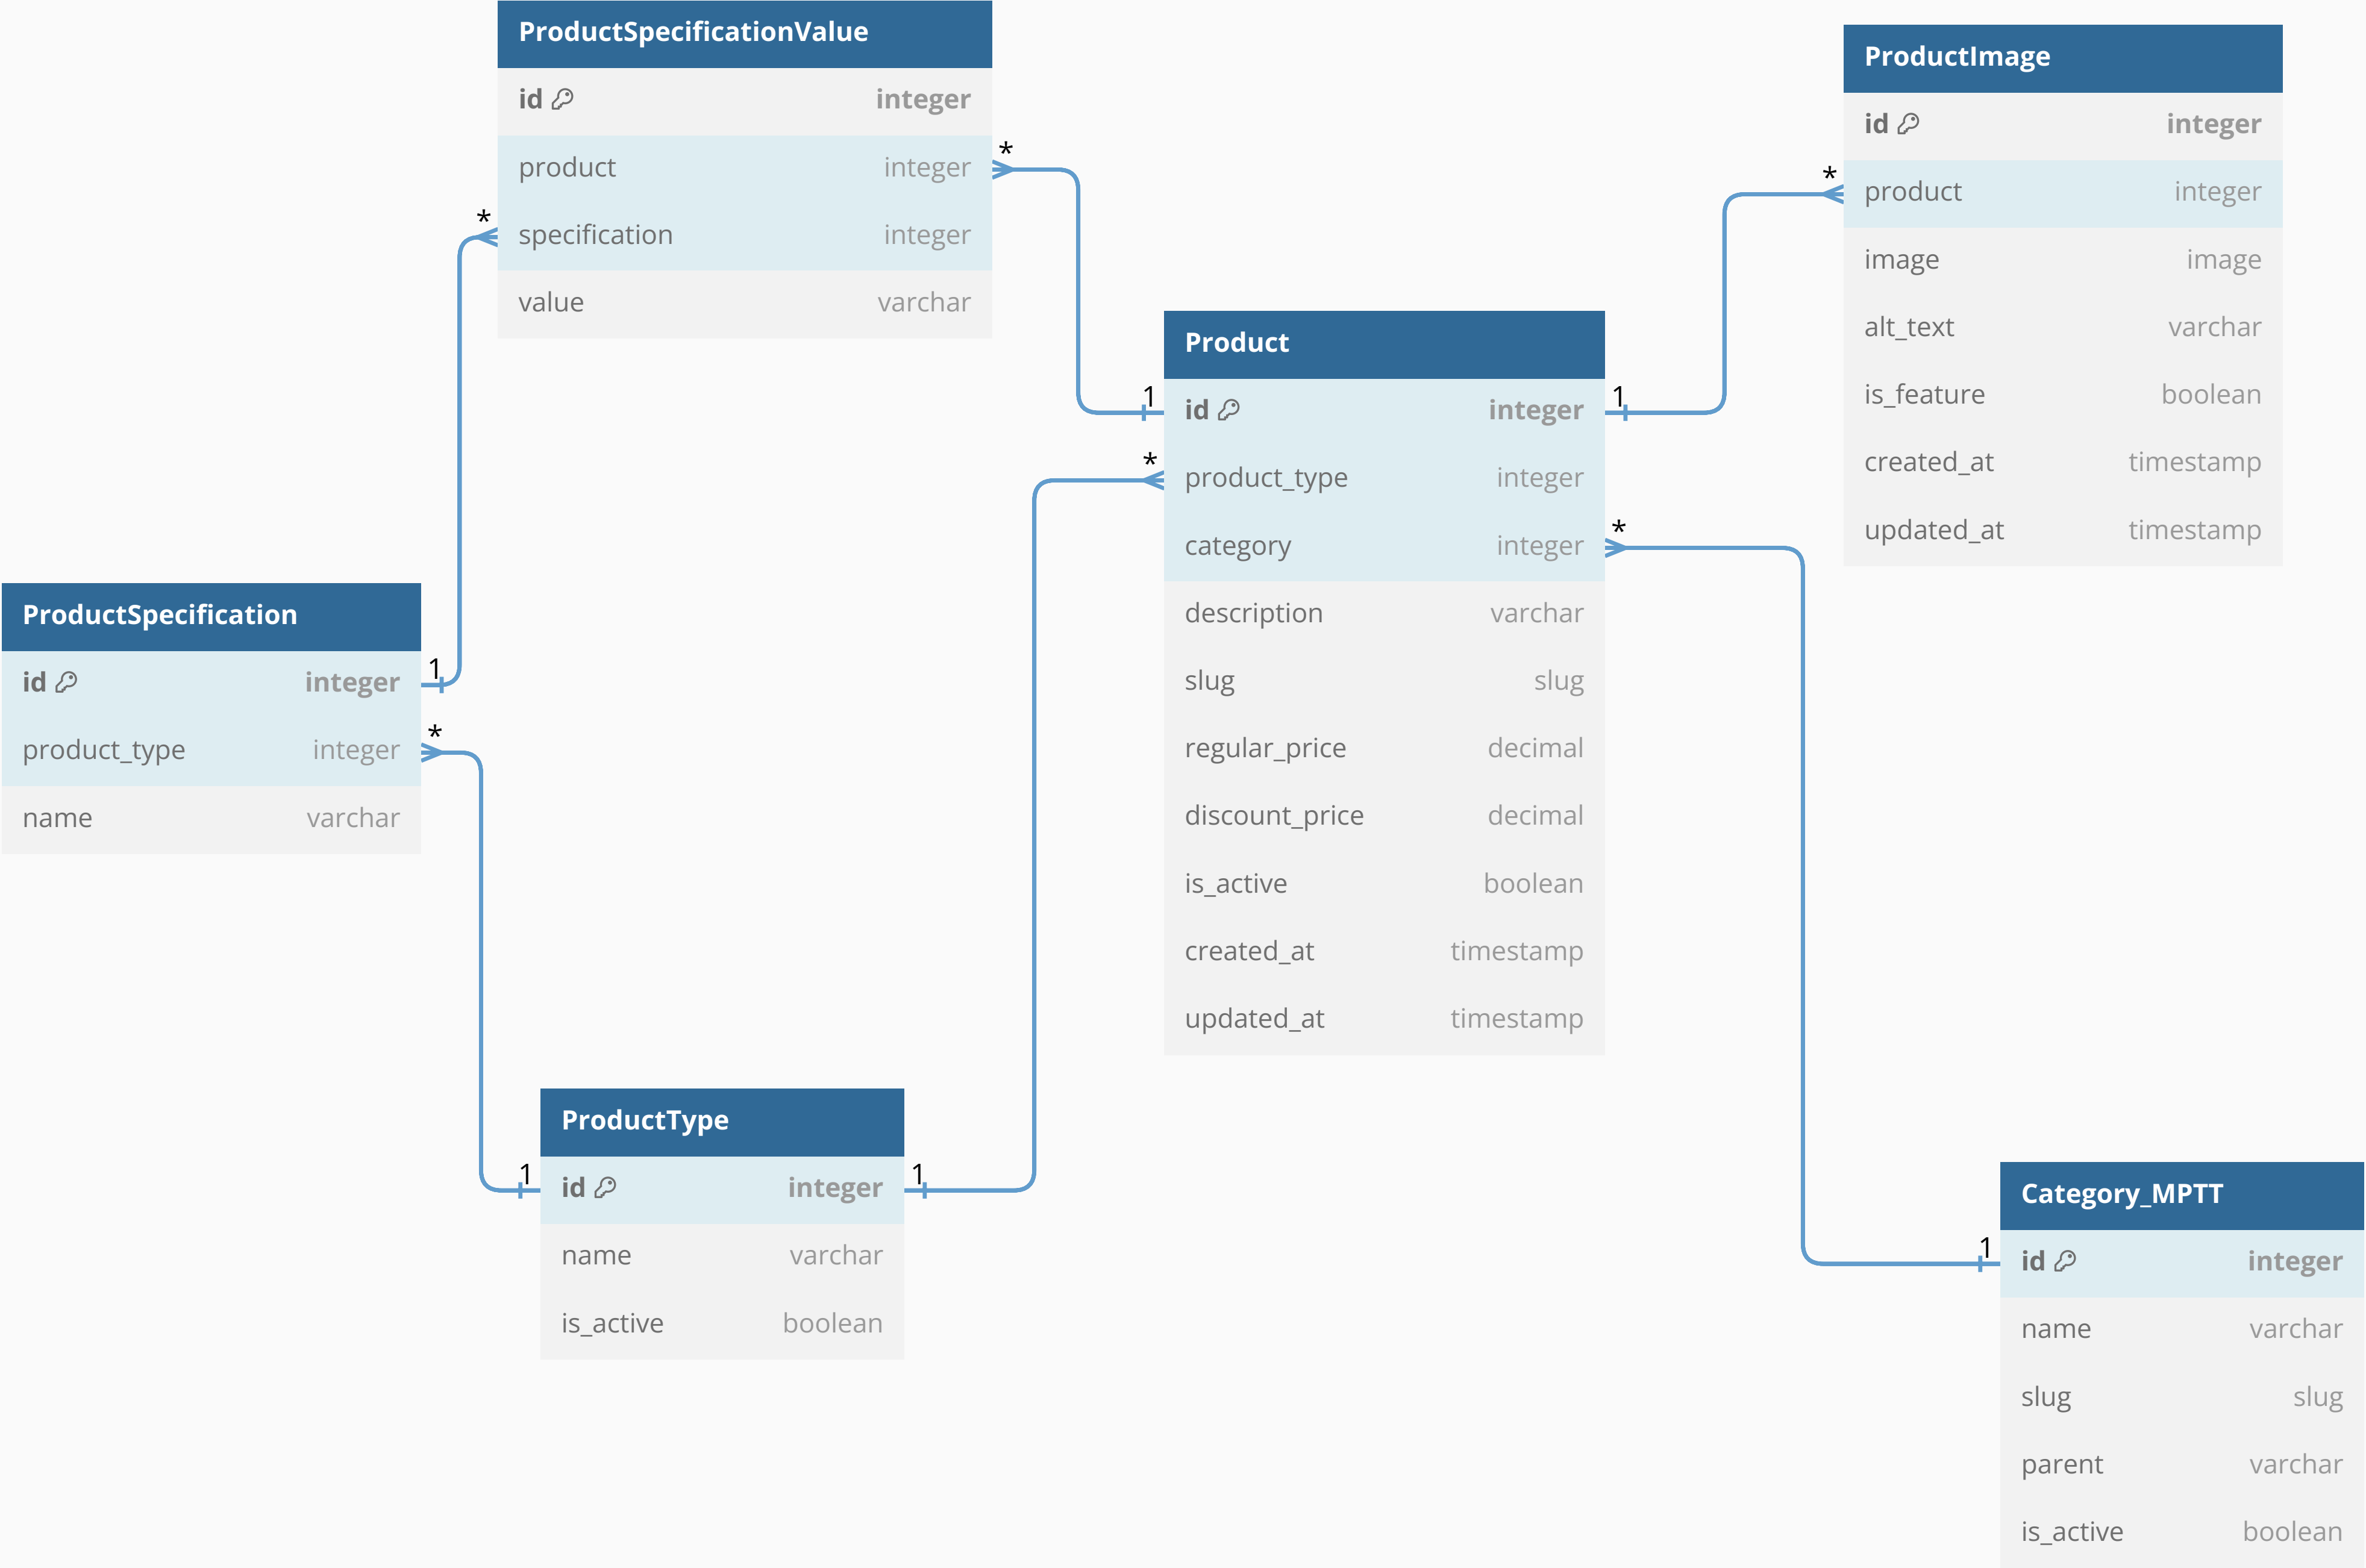 ProductSpecificationValue
id integer
product integer
specification integer
value varchar
*
*
ProductImage
id integer
product integer
image image
alt_text varchar
is_feature boolean
created_at timestamp
updated_at timestamp
*
Product
id integer
product_type integer
category integer
description varchar
slug slug
regular_price decimal
discount_price decimal
is_active boolean
created_at timestamp
updated_at timestamp
1
1
*
*
ProductSpecification
id integer
product_type integer
name varchar
1
*
ProductType
id integer
name varchar
is_active boolean
1
1
Category_MPTT
id integer
name varchar
slug slug
parent varchar
is_active boolean
1